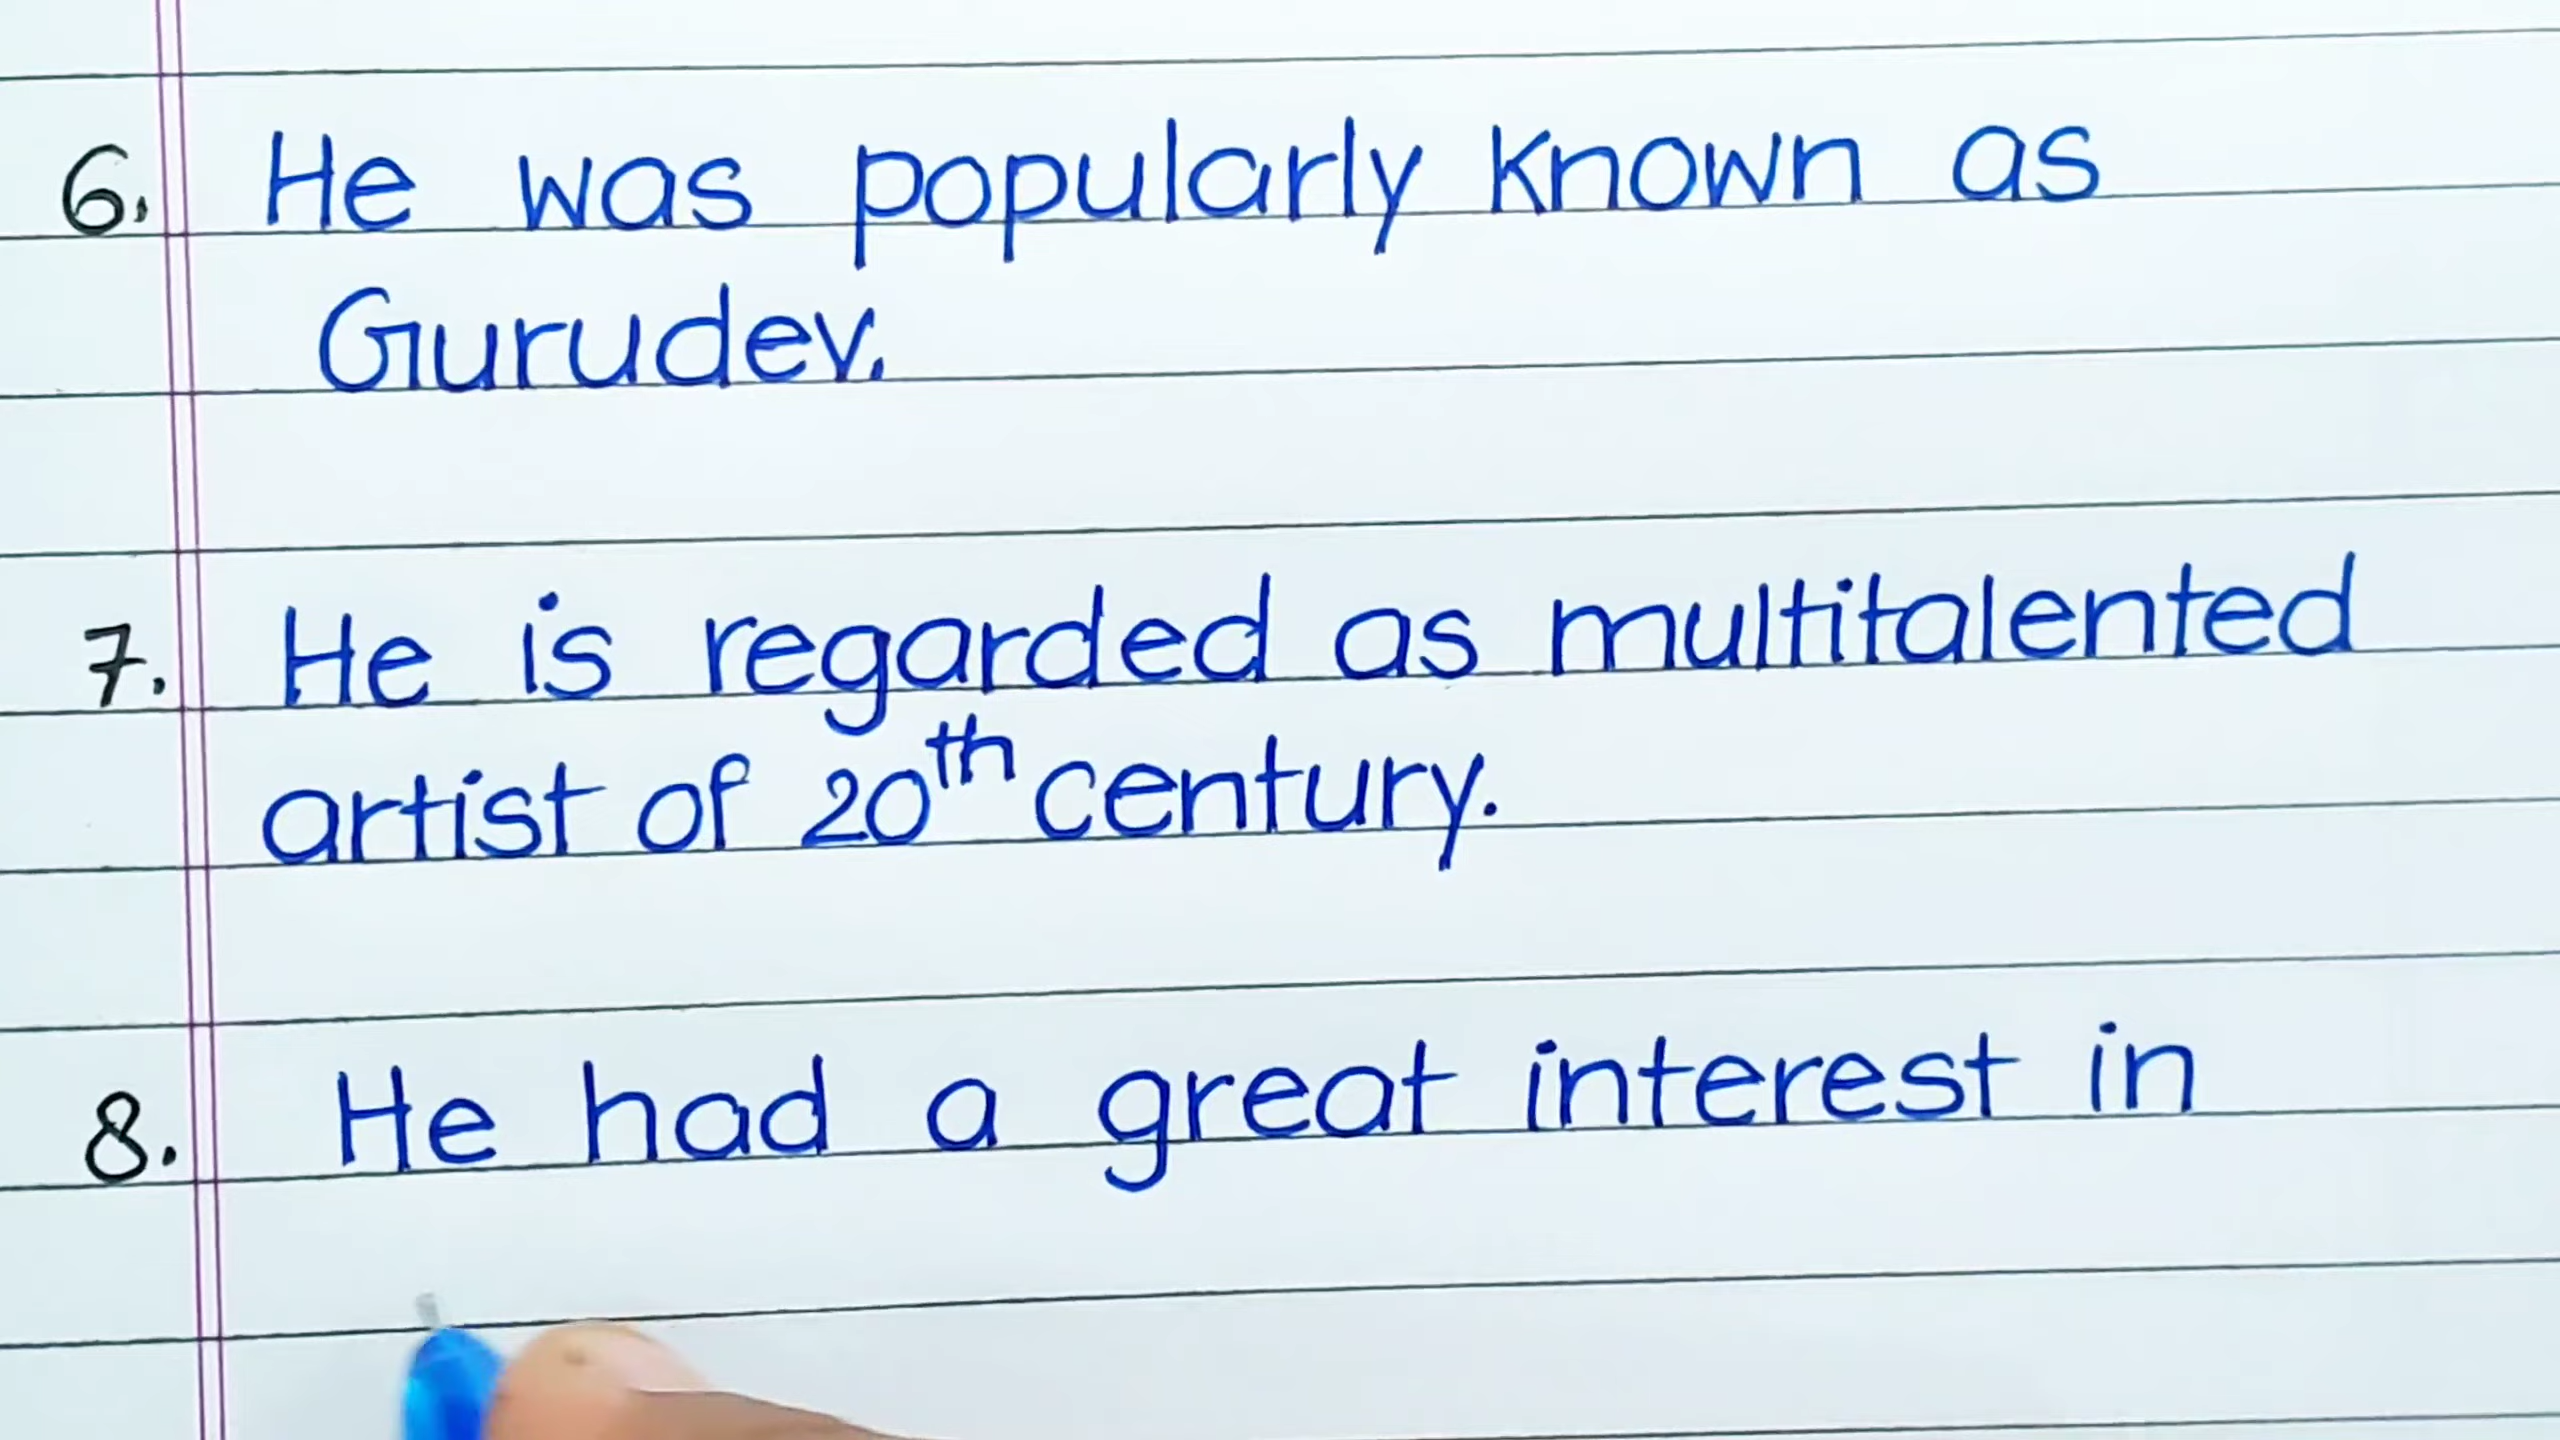 6. He was popularly known as
Gurudev.
7. He is regarded as multitalented
artist of 20th century.
8. He had a great interest in